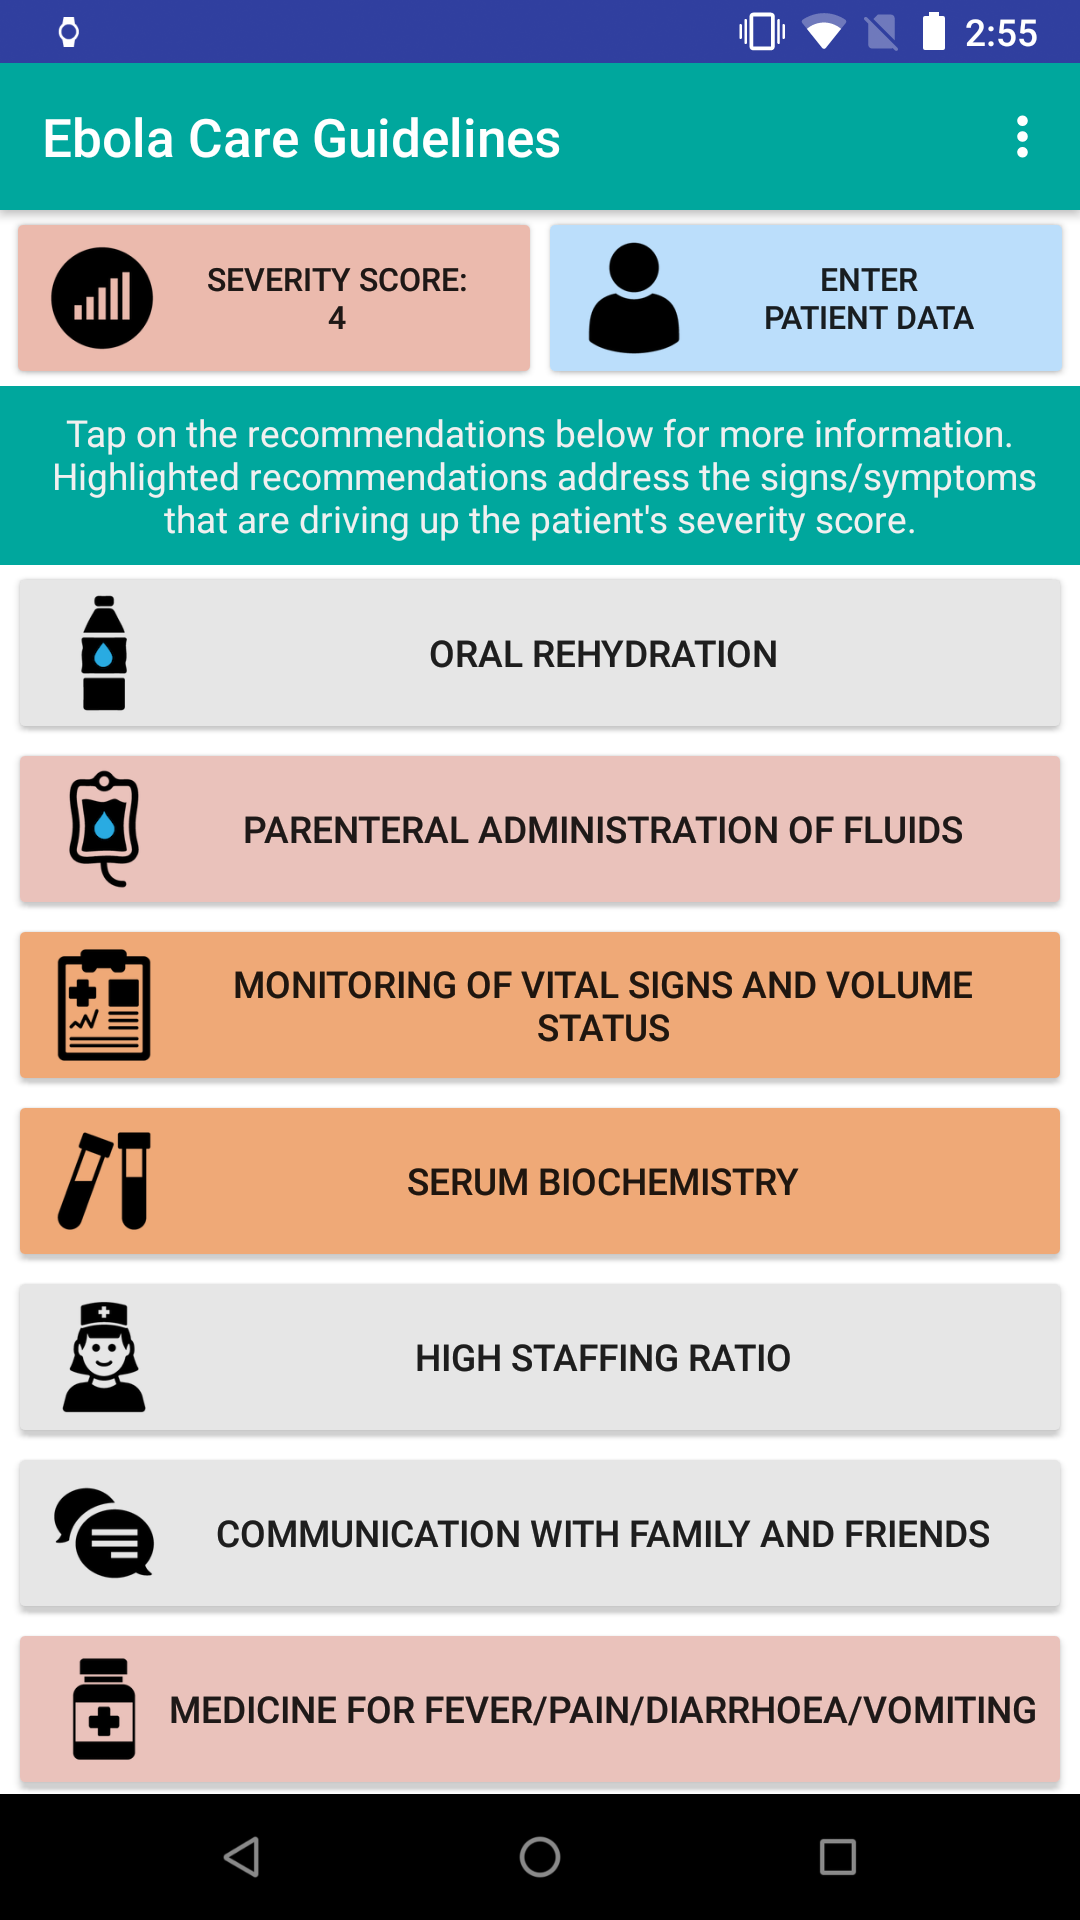 2:55
Ebola Care Guidelines
SEVERITY SCORE:
4
ENTER
PATIENT DATA
Tap on the recommendations below for more information.
Highlighted recommendations address the signs/symptoms
that are driving up the patient's severity score.
ORAL REHYDRATION
PARENTERAL ADMINISTRATION OF FLUIDS
MONITORING OF VITAL SIGNS AND VOLUME
STATUS
SERUM BIOCHEMISTRY
HIGH STAFFING RATIO
COMMUNICATION WITH FAMILY AND FRIENDS
MEDICINE FOR FEVER/PAIN/DIARRHOEA/VOMITING